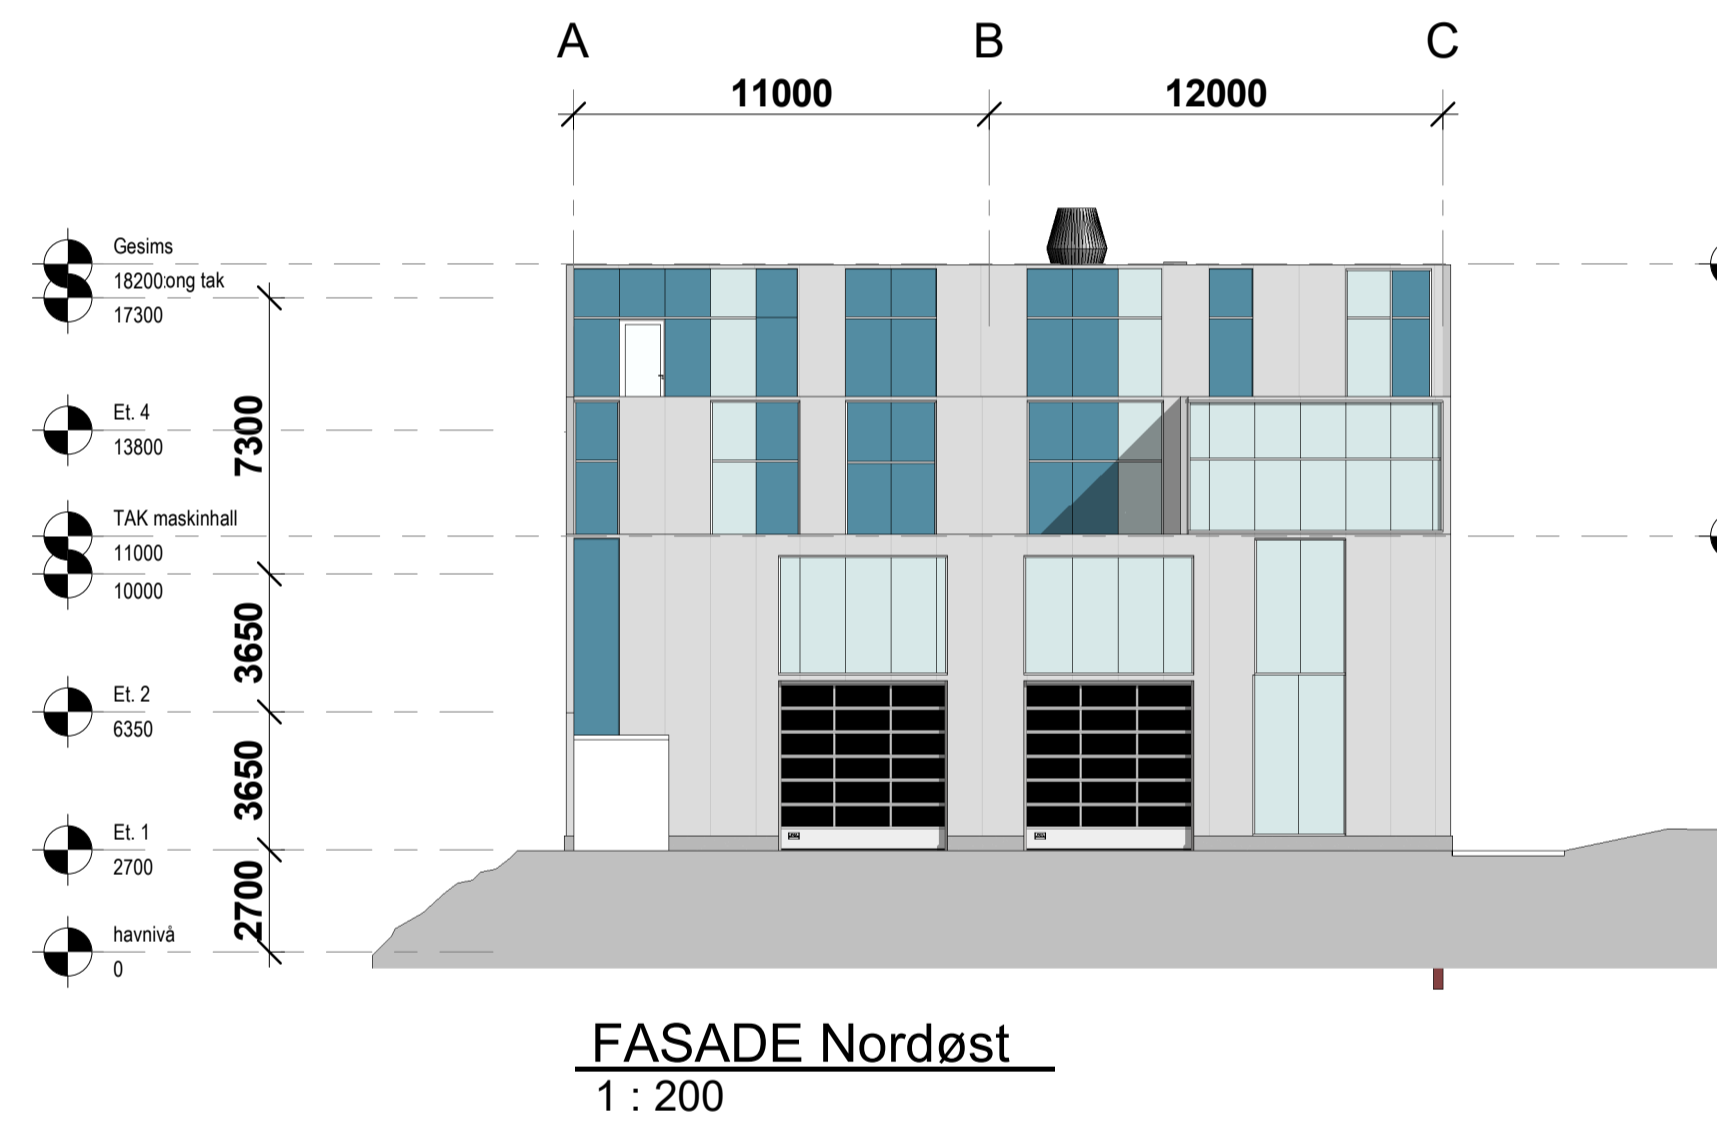 A B C
11000 12000
Gesims
18200:ong tak
17300
Et. 4
13800
7300
TAK maskinhall
11000
10000
3650
Et. 2
6350
3650
Et. 1
2700
2700
havnivå
0
FASADE Nordøst
1 : 200